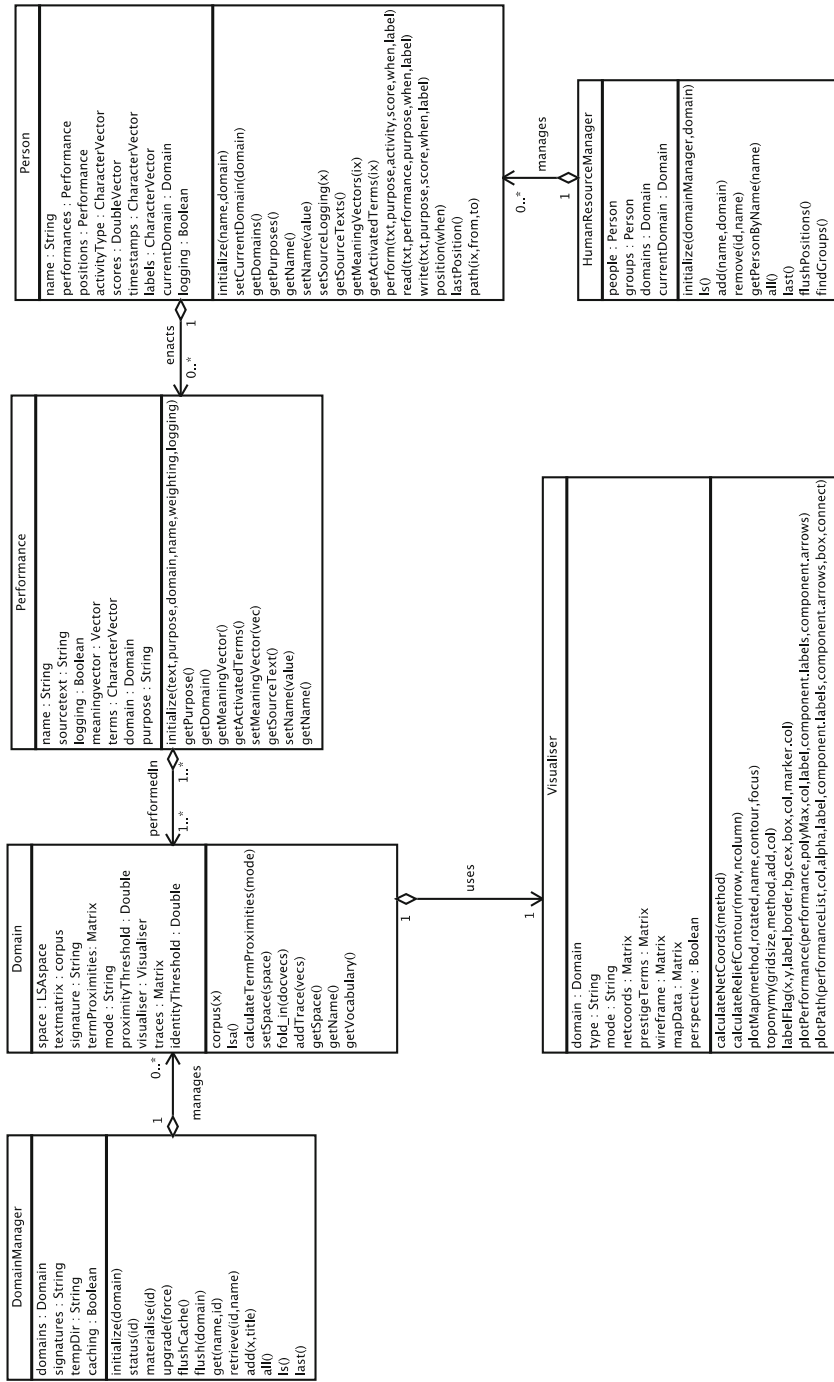 DomainManager
domains : Domain
signatures : String
tempDir : String
caching : Boolean
initialize(domain)
status(id)
materialise(id)
upgrade(force)
flushCache()
flush(domain)
get(name,id)
retrieve(id,name)
add(x,title)
all()
ls()
last()
1
0..*
manages
Domain
space : LSAspace
textmatrix : corpus
signature : String
termProximities: Matrix
mode : String
proximityThreshold : Double
visualiser : Visualiser
traces : Matrix
identityThreshold : Double
corpus(x)
lsa()
calculateTermProximities(mode)
setSpace(space)
fold_in(docvecs)
addTrace(vecs)
getSpace()
getName()
getVocabulary()
performedIn
1..*
1..*
Performance
name : String
sourcetext : String
logging : Boolean
meaningvector : Vector
terms : CharacterVector
domain : Domain
purpose : String
initialize(text,purpose,domain,name,weighting,logging)
getPurpose()
getDomain()
getMeaningVector()
getActivatedTerms()
setMeaningVector(vec)
getSourceText()
setName(value)
getName()
enacts
0..*
1
Person
name : String
performances : Performance
positions : Performance
activityType : CharacterVector
scores : DoubleVector
timestamps : CharacterVector
labels : CharacterVector
currentDomain : Domain
logging : Boolean
initialize(name,domain)
setCurrentDomain(domain)
getDomains()
getPurposes()
getName()
setName(value)
setSourceLogging(x)
getSourceTexts()
getMeaningVectors(ix)
getActivatedTerms(ix)
perform(txt,purpose,activity,score,when,label)
read(txt,performance,purpose,when,label)
write(txt,purpose,score,when,label)
position(when)
lastPosition()
path(ix,from,to)
1
uses
1
Visualiser
domain : Domain
type : String
mode : String
netcoords : Matrix
prestigeTerms : Matrix
wireframe : Matrix
mapData : Matrix
perspective : Boolean
calculateNetCoords(method)
calculateReliefContour(nrow,ncolumn)
plotMap(method,rotated,name,contour,focus)
toponymy(gridsize,method,add,col)
labelFlag(x,y,label,border,bg,cex,box,col,marker.col)
plotPerformance(performance,polyMax,col,label,component.labels,component.arrows)
plotPath(performanceList,col,alpha,label,component.labels,component.arrows,box,connect)
0..*
manages
1
HumanResourceManager
people : Person
groups : Person
domains : Domain
currentDomain : Domain
initialize(domainManager,domain)
ls()
add(name,domain)
remove(id,name)
getPersonByName(name)
all()
last()
flushPositions()
findGroups()